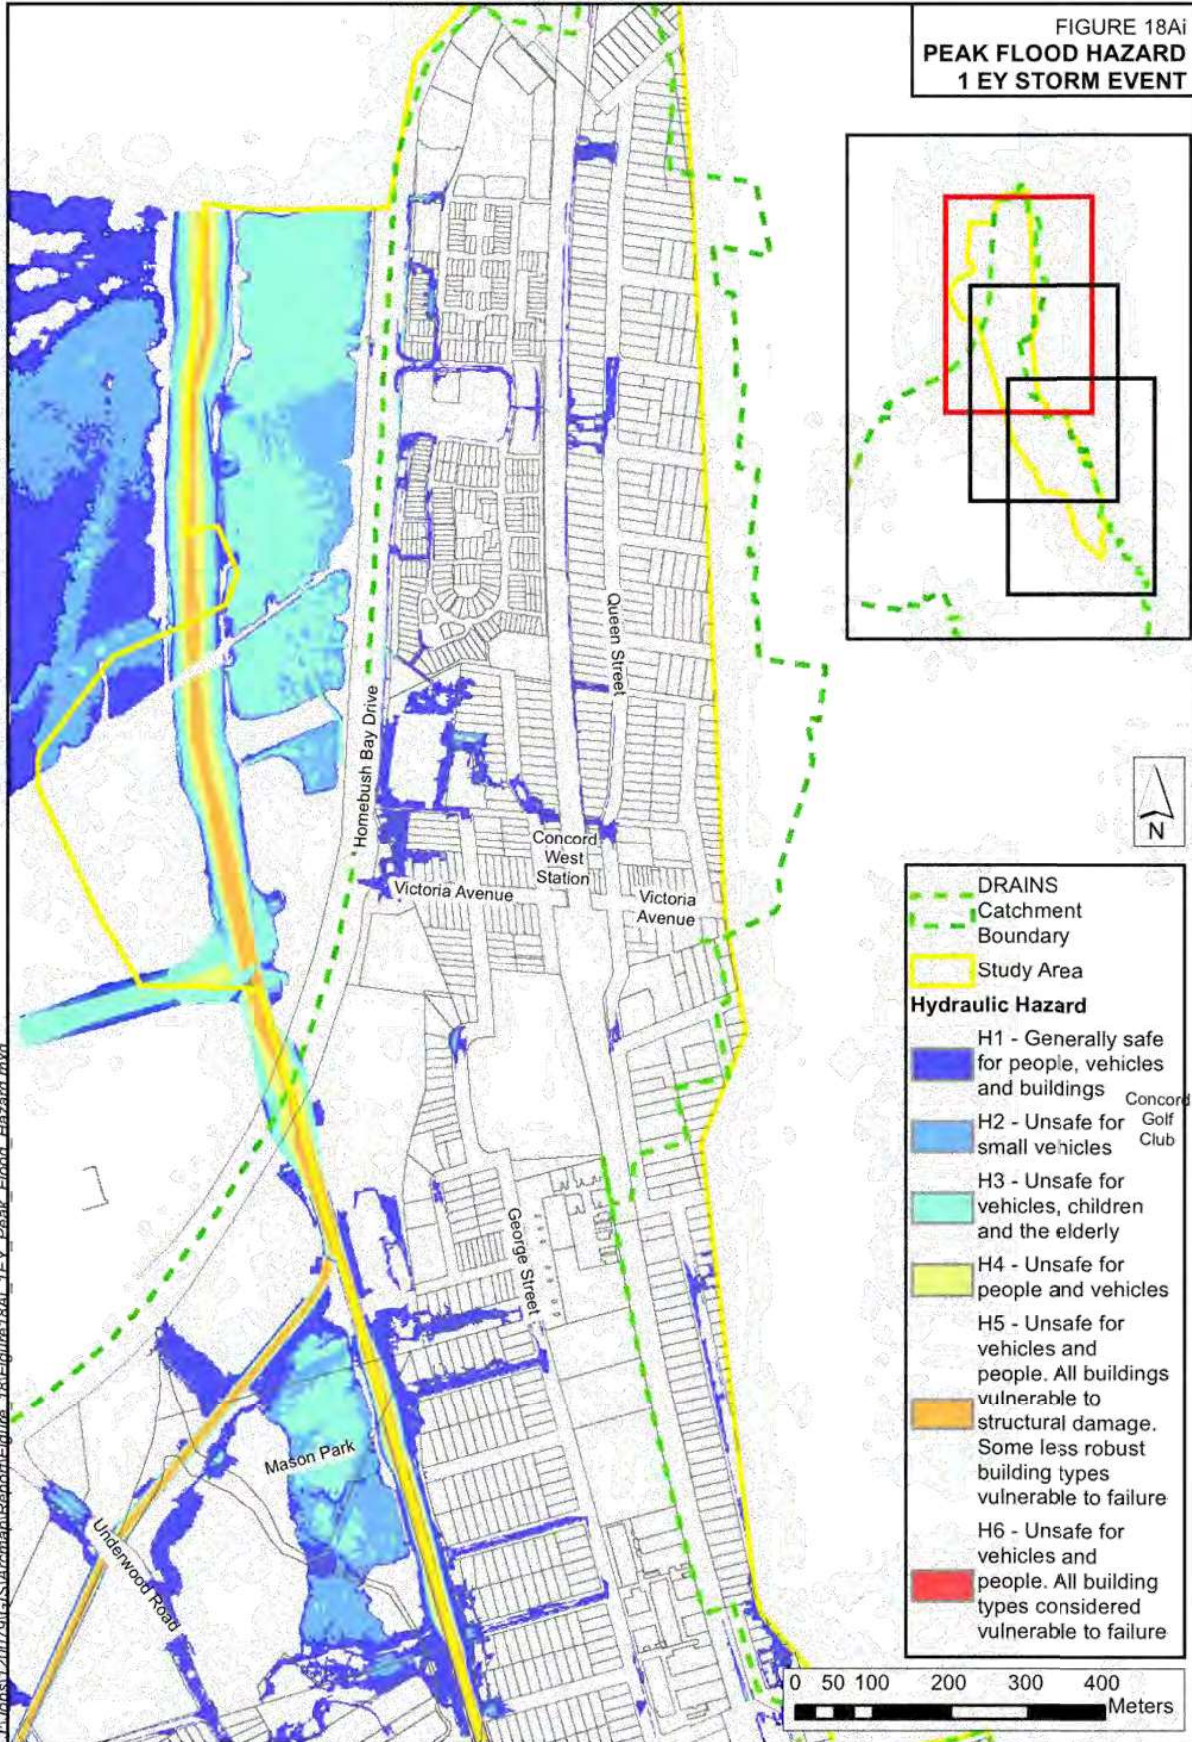 FIGURE 18Ai
PEAK FLOOD HAZARD
1 EY STORM EVENT
Queen Street
Homebush Bay Drive
Concord
West
Station
Victoria Avenue
Victoria
Avenue
George Street
Mason Park
Underwood Road
N
DRAINS
Catchment
Boundary
Study Area
Hydraulic Hazard
H1 - Generally safe
for people, vehicles
and buildings
Concord
Golf
Club
H2 - Unsafe for
small vehicles
H3 - Unsafe for
vehicles, children
and the elderly
H4 - Unsafe for
people and vehicles
H5 - Unsafe for
vehicles and
people. All buildings
vulnerable to
structural damage.
Some less robust
building types
vulnerable to failure
H6 - Unsafe for
vehicles and
people. All building
types considered
vulnerable to failure
0 50 100 200 300 400
Meters